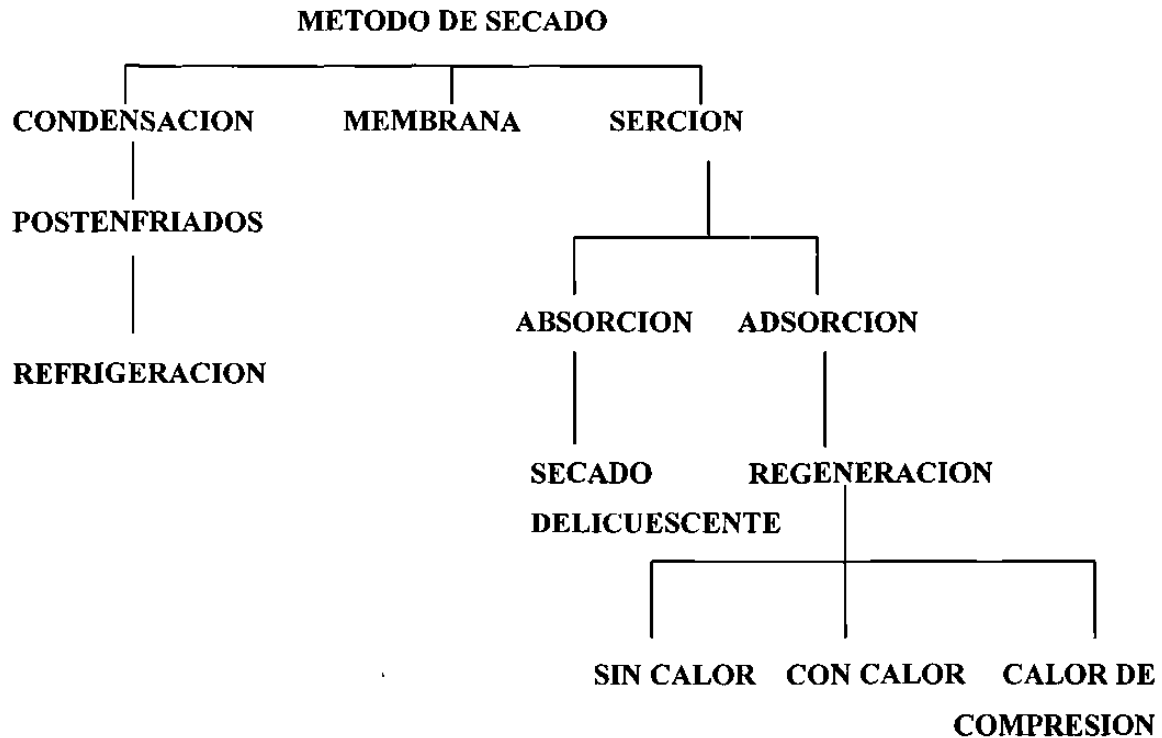 METODO DE SECADO
CONDENSACION MEMBRANA SERCION
POSTENFRIADOS
ABSORCION ADSORCION
REFRIGERACION
SECADO REGENERACION
DELICUESCENTE
SIN CALOR CON CALOR CALOR DE
COMPRESION